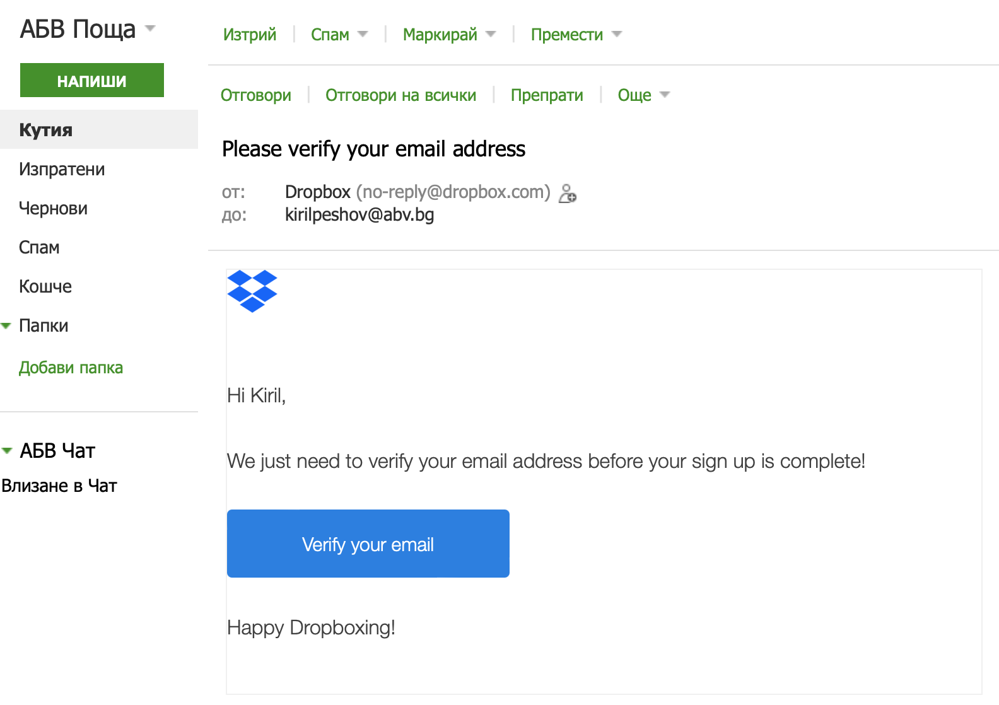 АБВ Поща
НАПИШИ
Кутия
Изпратени
Чернови
Спам
Кошче
Папки
Добави папка
АБВ Чат
Влизане в Чат
Изтрий Спам Маркирай Премести
Отговори Отговори на всички Препрати Още
Please verify your email address
от: Dropbox (no-reply@dropbox.com)
до: kirilpeshov@abv.bg
Hi Kiril,
We just need to verify your email address before your sign up is complete!
Verify your email
Happy Dropboxing!